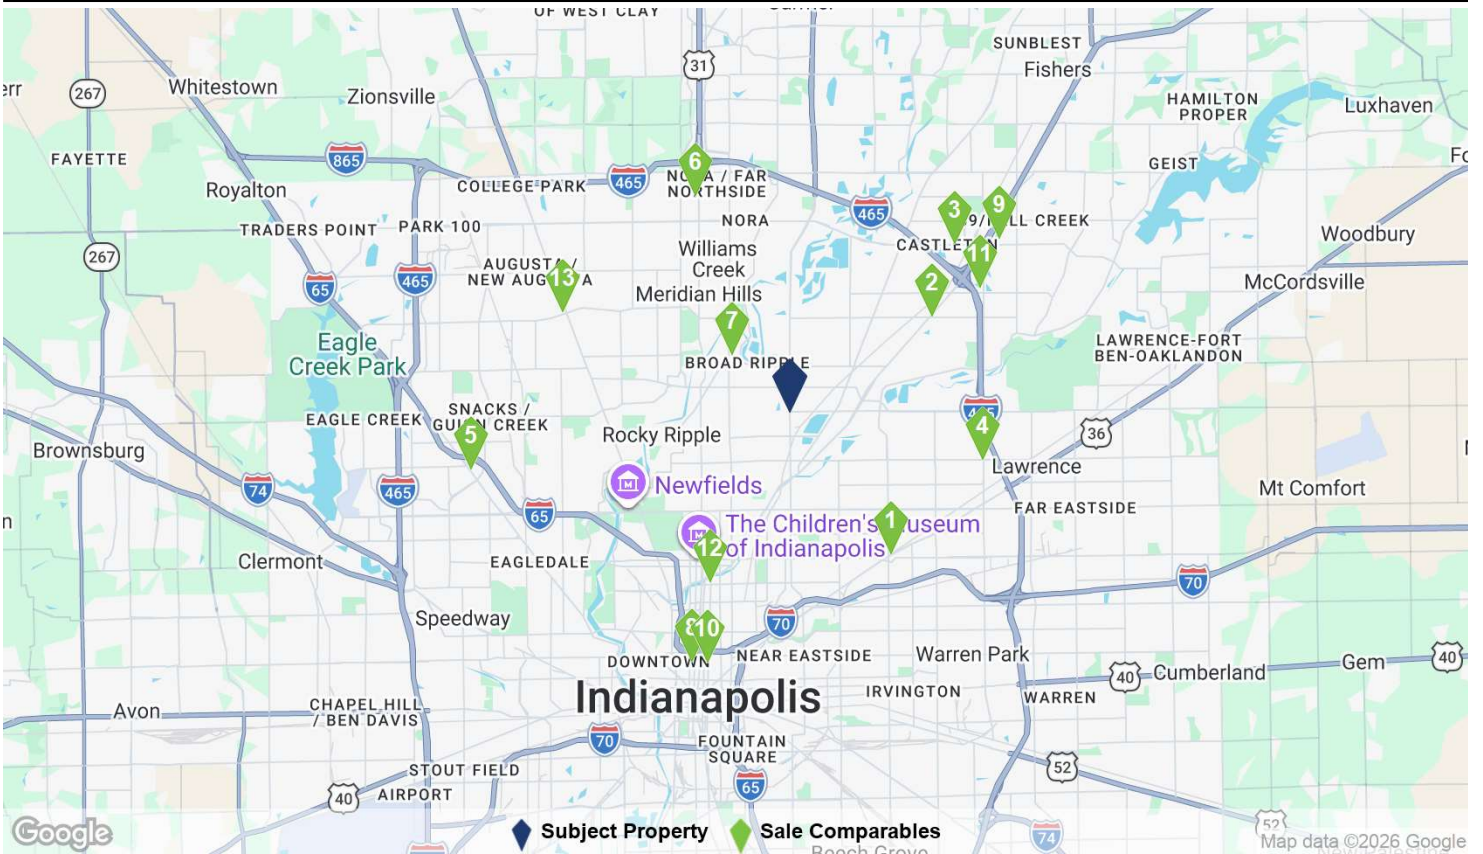 OF WEST CLAY
31
SUNBLEST
Fishers
267
Whitestown
Zionsville
HAMILTON
PROPER
Luxhaven
FAYETTE
865
6
NORA / FAR
NORTHSIDE
GEIST
Royalton
COLLEGE PARK
465
TRADERS POINT
PARK 100
NORA
465
3
9
CASTLETON
11
Woodbury
267
Williams
Creek
65
465
AUGUSTA /
NEW AUGUSTA
13
2
McCordsville
Meridian Hills
7
Eagle
Creek Park
BROAD RIPPLE
LAWRENCE-FORT
BEN-OAKLANDON
EAGLE CREEK
SNACKS /
GUION CREEK
5
Rocky Ripple
465
4
36
Brownsburg
Lawrence
74
465
65
Newfields
Mt Comfort
FAR EASTSIDE
1
The Children's Museum
of Indianapolis
12
Clermont
EAGLEDALE
70
Speedway
8
10
70
DOWNTOWN
NEAR EASTSIDE
Warren Park
40
Cumberland
Gem
40
Indianapolis
IRVINGTON
WARREN
Avon
CHAPEL HILL
/ BEN DAVIS
70
FOUNTAIN
SQUARE
STOUT FIELD
65
52
40
AIRPORT
Google
Subject Property
Sale Comparables
74
52
Map data ©2026 Google